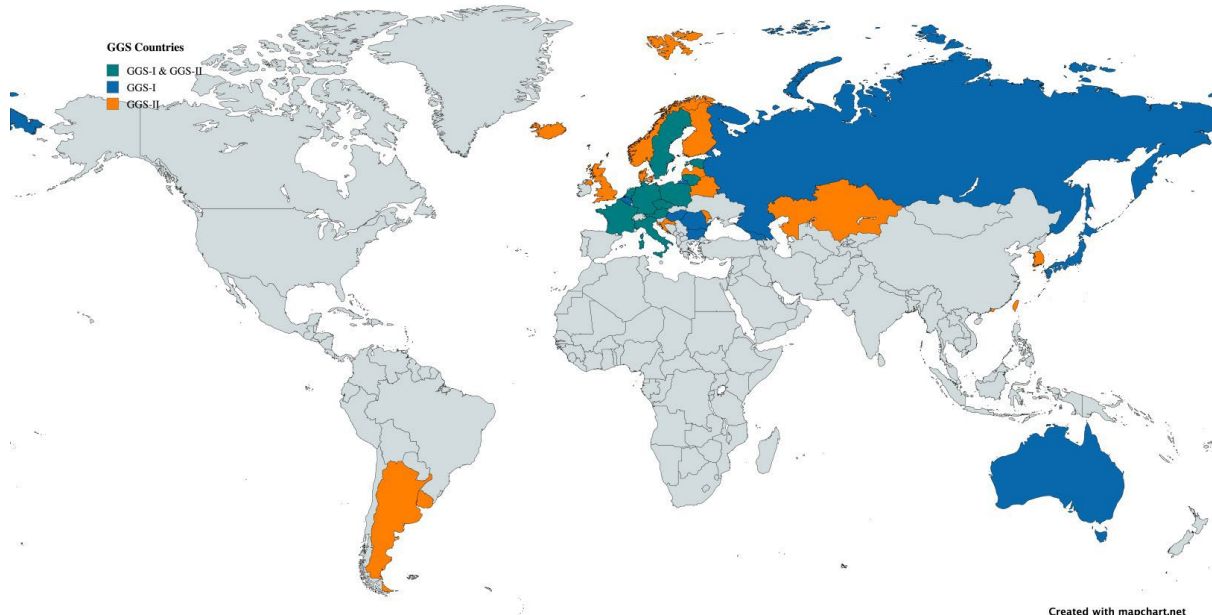 GGS Countries
GGS-I & GGS-II
GGS-I
GGS-II
Created with mapchart.net